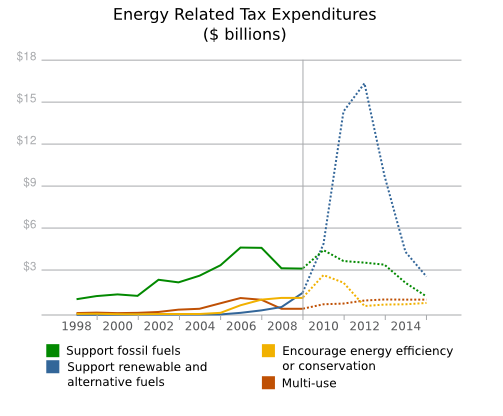 Energy Related Tax Expenditures
($ billions)
$18
$15
$12
$9
$6
$3
1998 2000 2002 2004 2006 2008 2010 2012 2014
Support fossil fuels
Support renewable and
alternative fuels
Encourage energy efficiency
or conservation
Multi-use